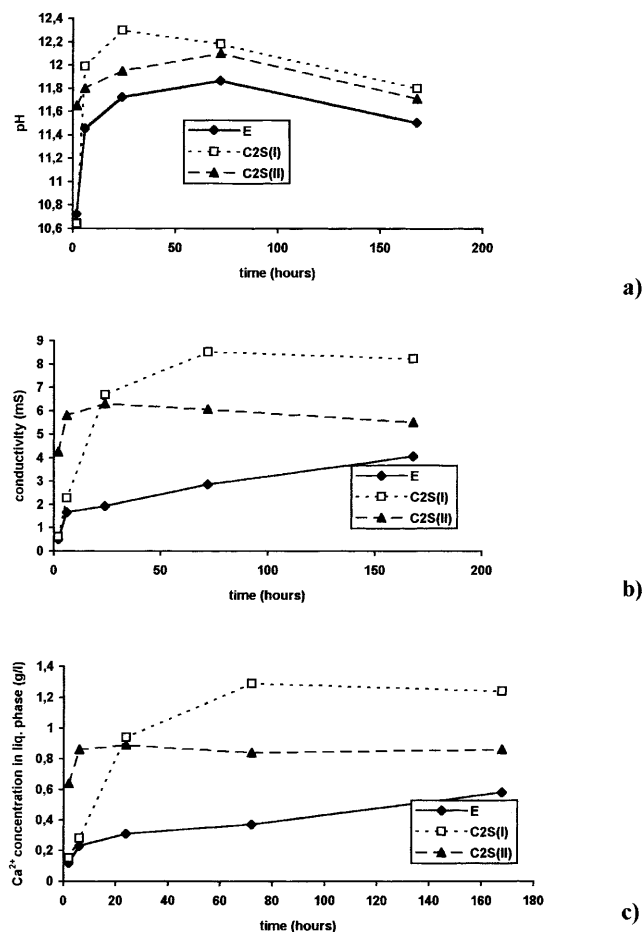 12,4
12,2
12
11,8
11,6
11,4
11,2
11
10,8
10,6
pH
0
50
100
150
200
time (hours)
E
C2S(I)
C2S(II)
a)
9
8
7
6
5
4
3
2
1
0
conductivity (mS)
0
50
100
150
200
time (hours)
E
C2S(I)
C2S(II)
b)
1,4
1,2
1
0,8
0,6
0,4
0,2
0
Ca²⁺ concentration in liq. phase (g/l)
0
20
40
60
80
100
120
140
160
180
time (hours)
E
C2S(I)
C2S(II)
c)